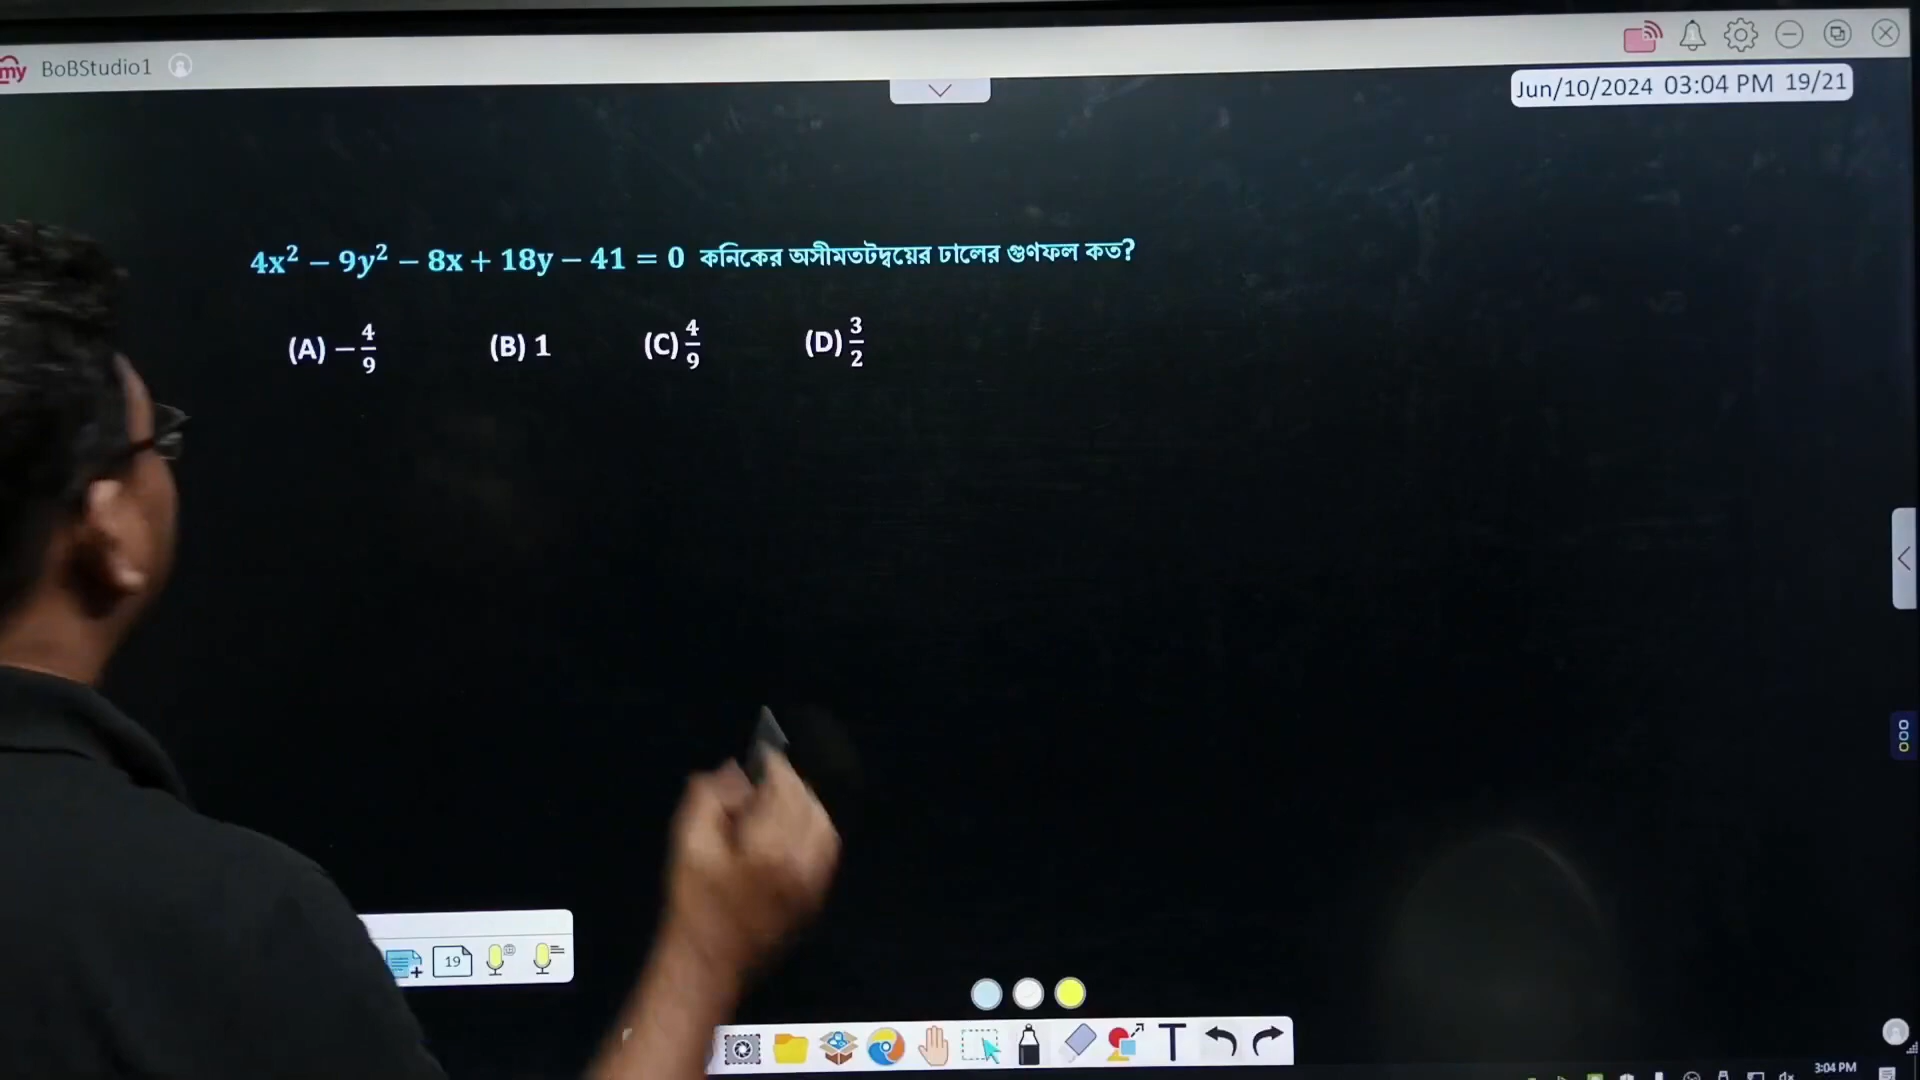 my BoBStudio1
Jun/10/2024 03:04 PM 19/21
4x² − 9y² − 8x + 18y − 41 = 0 কনিকের অসীমতটদ্বয়ের ঢালের গুণফল কত?
(A) −4/9 (B) 1 (C) 4/9 (D) 3/2
19
T
3:04 PM